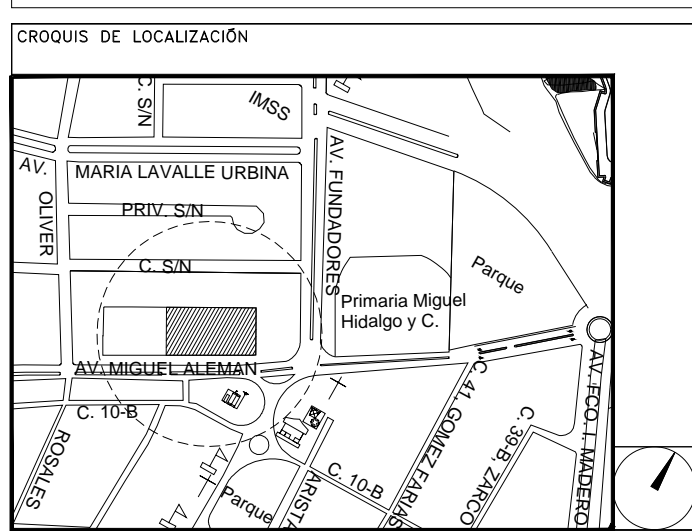 CROQUIS DE LOCALIZACIÓN
C. S/N
IMSS
AV.
OLIVER
MARIA LAVALLE URBINA
PRIV. S/N
AV. FUNDADORES
C. S/N
Parque
Primaria Miguel
Hidalgo y C.
AV. MIGUEL ALEMAN
C. 10-B
ROSALES
Parque
ARISTA
C. 10-B
C. 41, GOMEZ FARIAS
C. 39-B, ZARCO
AV. FCO. I. MADERO